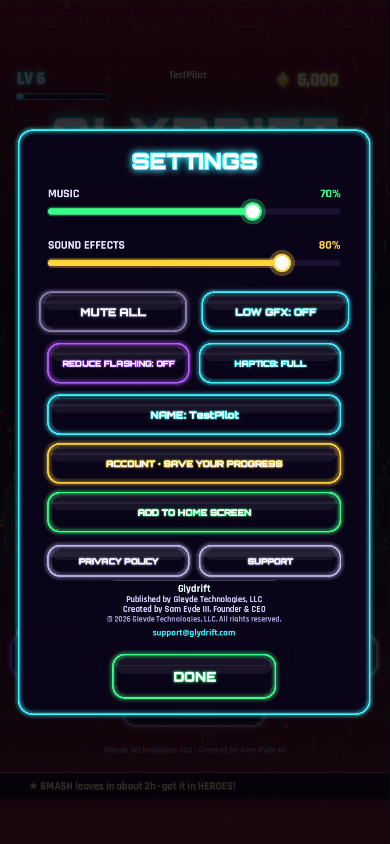 LV 6
TestPilot
5,000
GLYDRIFT
SETTINGS
MUSIC
70%
SOUND EFFECTS
80%
MUTE ALL
LOW GFX: OFF
REDUCE FLASHING: OFF
HAPTICS: FULL
NAME: TestPilot
ACCOUNT · SAVE YOUR PROGRESS
ADD TO HOME SCREEN
PRIVACY POLICY
SUPPORT
Glydrift
Published by Gleyde Technologies, LLC
Created by Sam Eyde III. Founder & CEO
© 2026 Gleyde Technologies, LLC. All rights reserved.
support@glydrift.com
DONE
Gleyde Technologies, LLC · Created by Sam Eyde III
★ SMASH leaves in about 2h · get it in HEROES!